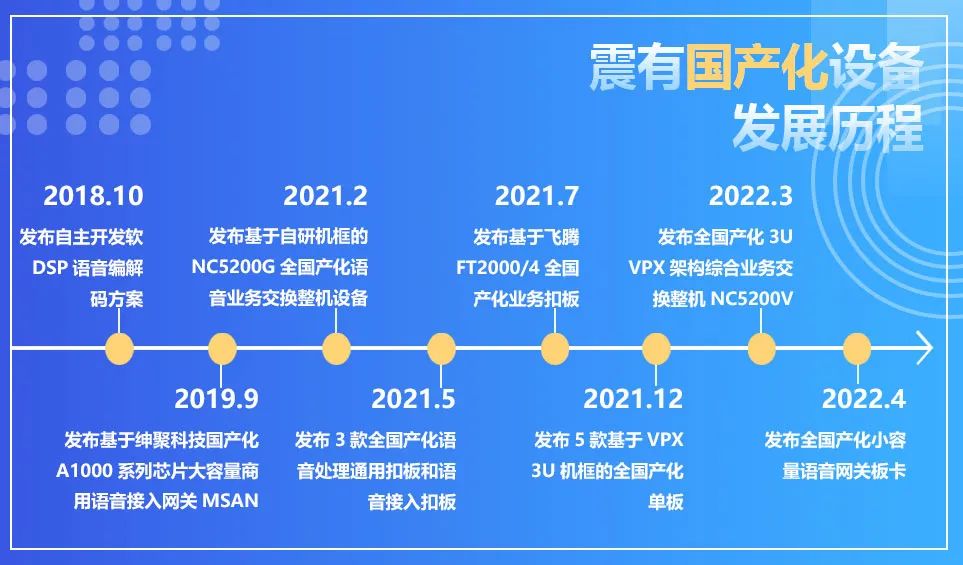 震有国产化设备
发展历程
2018.10
发布自主开发软
DSP 语音编解
码方案
2019.9
发布基于绅聚科技国产化
A1000 系列芯片大容量商
用语音接入网关 MSAN
2021.2
发布基于自研机框的
NC5200G 全国产化语
音业务交换整机设备
2021.5
发布 3 款全国产化语
音处理通用扣板和语
音接入扣板
2021.7
发布基于飞腾
FT2000/4 全国
产化业务扣板
2021.12
发布 5 款基于 VPX
3U 机框的全国产化
单板
2022.3
发布全国产化 3U
VPX 架构综合业务交
换整机 NC5200V
2022.4
发布全国产化小容
量语音网关板卡